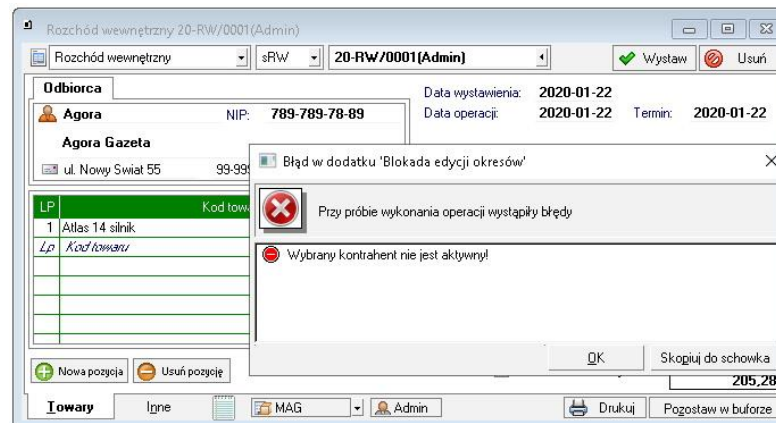 Rozchód wewnętrzny 20-RW/0001(Admin)
Rozchód wewnętrzny sRW 20-RW/0001(Admin) Wystaw Usuń
Odbiorca
Data wystawienia: 2020-01-22
Agora NIP: 789-789-78-89 Data operacji: 2020-01-22 Termin: 2020-01-22
Agora Gazeta
ul. Nowy Swiat 55 99-999
Błąd w dodatku 'Blokada edycji okresów'
Przy próbie wykonania operacji wystąpiły błędy
LP Kod towa
1 Atlas 14 silnik
Lp Kod towaru
Wybrany kontrahent nie jest aktywny!
OK Skopiuj do schowka
Nowa pozycja Usuń pozycję
205,28
Towary Inne MAG Admin Drukuj Pozostaw w buforze